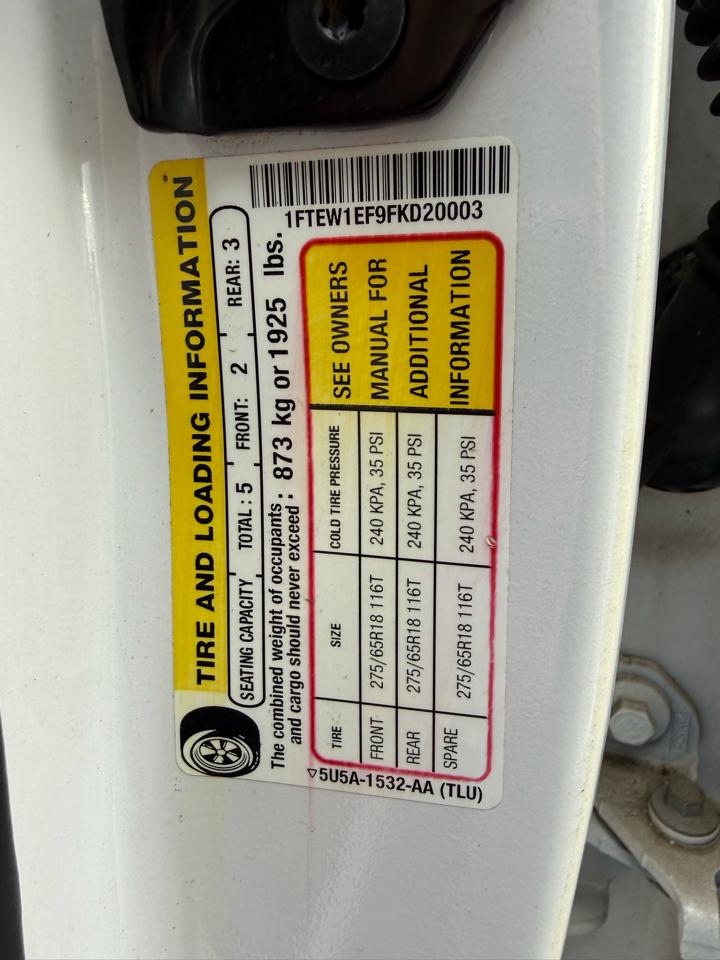 TIRE AND LOADING INFORMATION
SEATING CAPACITY TOTAL: 5 FRONT: 2 REAR: 3
The combined weight of occupants
and cargo should never exceed : 873 kg or 1925 lbs.
TIRE SIZE COLD TIRE PRESSURE
FRONT 275/65R18 116T 240 KPA, 35 PSI
REAR 275/65R18 116T 240 KPA, 35 PSI
SPARE 275/65R18 116T 240 KPA, 35 PSI
SEE OWNERS
MANUAL FOR
ADDITIONAL
INFORMATION
1FTEW1EF9FKD20003
5U5A-1532-AA (TLU)